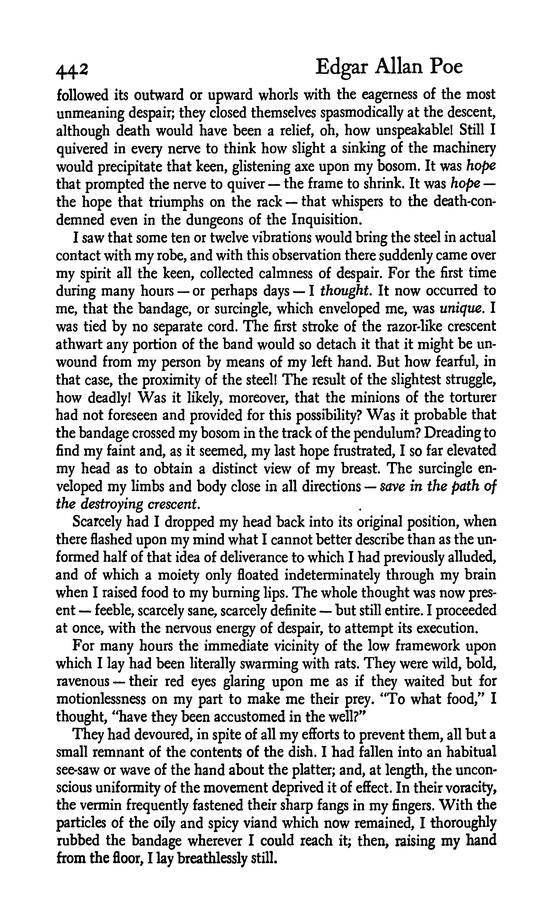 442 Edgar Allan Poe
followed its outward or upward whorls with the eagerness of the most
unmeaning despair; they closed themselves spasmodically at the descent,
although death would have been a relief, oh, how unspeakable! Still I
quivered in every nerve to think how slight a sinking of the machinery
would precipitate that keen, glistening axe upon my bosom. It was hope
that prompted the nerve to quiver — the frame to shrink. It was hope —
the hope that triumphs on the rack — that whispers to the death-con-
demned even in the dungeons of the Inquisition.
I saw that some ten or twelve vibrations would bring the steel in actual
contact with my robe, and with this observation there suddenly came over
my spirit all the keen, collected calmness of despair. For the first time
during many hours — or perhaps days — I thought. It now occurred to
me, that the bandage, or surcingle, which enveloped me, was unique. I
was tied by no separate cord. The first stroke of the razor-like crescent
athwart any portion of the band would so detach it that it might be un-
wound from my person by means of my left hand. But how fearful, in
that case, the proximity of the steel! The result of the slightest struggle,
how deadly! Was it likely, moreover, that the minions of the torturer
had not foreseen and provided for this possibility? Was it probable that
the bandage crossed my bosom in the track of the pendulum? Dreading to
find my faint and, as it seemed, my last hope frustrated, I so far elevated
my head as to obtain a distinct view of my breast. The surcingle en-
veloped my limbs and body close in all directions — save in the path of
the destroying crescent.
Scarcely had I dropped my head back into its original position, when
there flashed upon my mind what I cannot better describe than as the un-
formed half of that idea of deliverance to which I had previously alluded,
and of which a moiety only floated indeterminately through my brain
when I raised food to my burning lips. The whole thought was now pres-
ent — feeble, scarcely sane, scarcely definite — but still entire. I proceeded
at once, with the nervous energy of despair, to attempt its execution.
For many hours the immediate vicinity of the low framework upon
which I lay had been literally swarming with rats. They were wild, bold,
ravenous — their red eyes glaring upon me as if they waited but for
motionlessness on my part to make me their prey. "To what food," I
thought, "have they been accustomed in the well?"
They had devoured, in spite of all my efforts to prevent them, all but a
small remnant of the contents of the dish. I had fallen into an habitual
see-saw or wave of the hand about the platter; and, at length, the uncon-
scious uniformity of the movement deprived it of effect. In their voracity,
the vermin frequently fastened their sharp fangs in my fingers. With the
particles of the oily and spicy viand which now remained, I thoroughly
rubbed the bandage wherever I could reach it; then, raising my hand
from the floor, I lay breathlessly still.